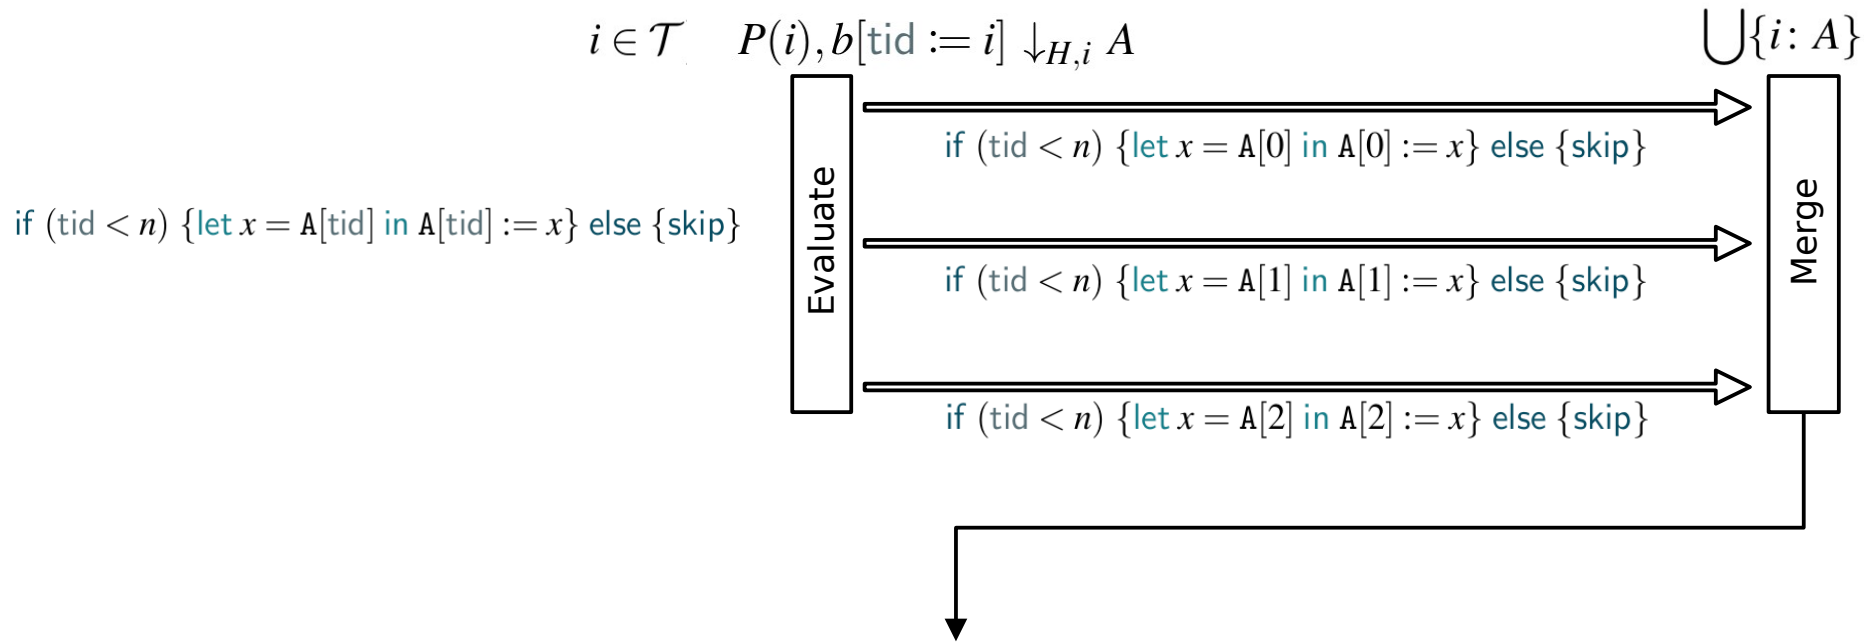 i ∈ 𝒯 P(i), b[tid := i] ↓H,i A
⋃{i: A}
if (tid < n) {let x = A[tid] in A[tid] := x} else {skip}
Evaluate
if (tid < n) {let x = A[0] in A[0] := x} else {skip}
if (tid < n) {let x = A[1] in A[1] := x} else {skip}
if (tid < n) {let x = A[2] in A[2] := x} else {skip}
Merge